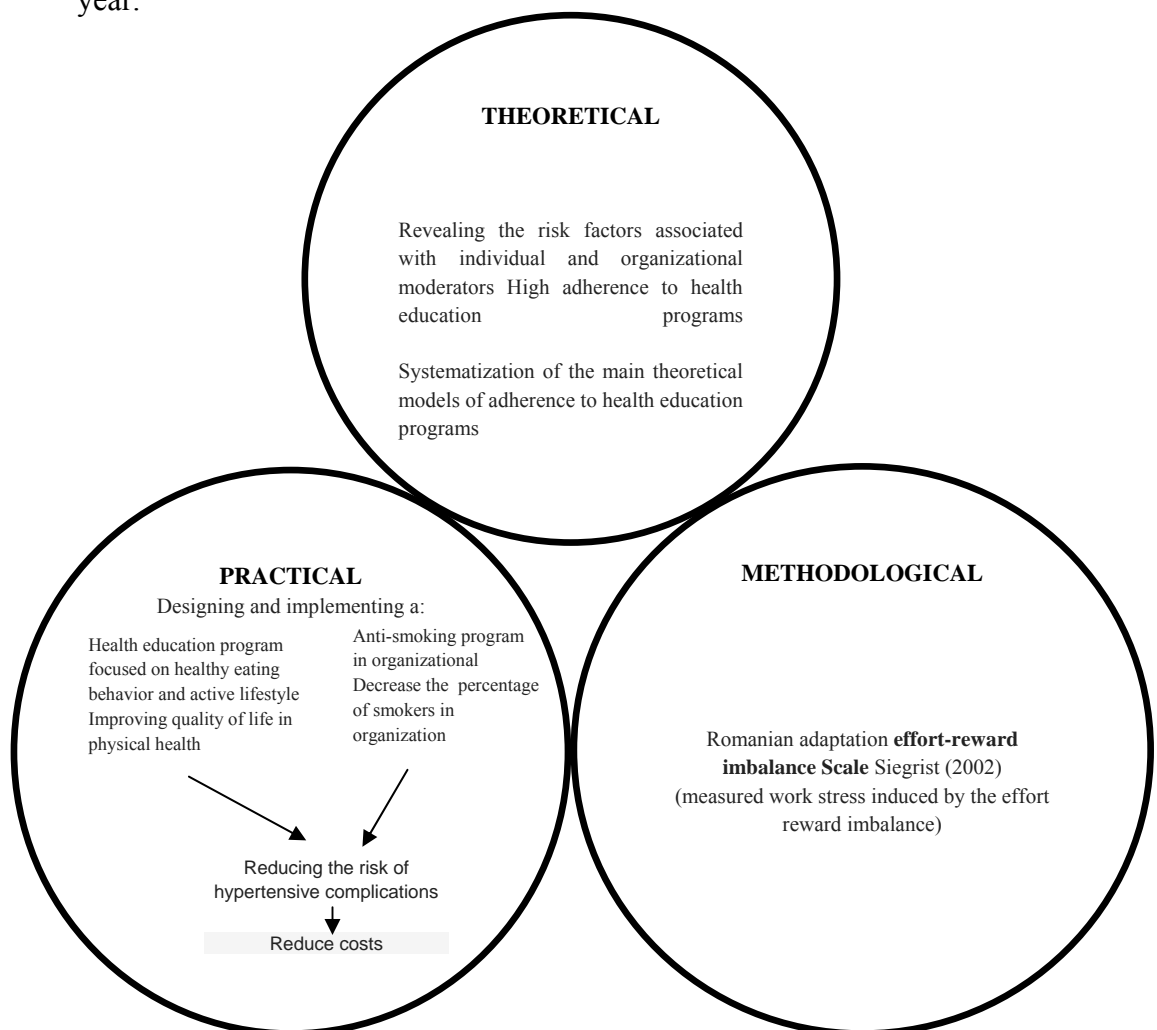 year.
THEORETICAL
Revealing the risk factors associated
with individual and organizational
moderators High adherence to health
education programs
Systematization of the main theoretical
models of adherence to health education
programs
PRACTICAL
Designing and implementing a:
Health education program
focused on healthy eating
behavior and active lifestyle
Improving quality of life in
physical health
Anti-smoking program
in organizational
Decrease the percentage
of smokers in
organization
Reducing the risk of
hypertensive complications
Reduce costs
METHODOLOGICAL
Romanian adaptation effort-reward
imbalance Scale Siegrist (2002)
(measured work stress induced by the effort
reward imbalance)